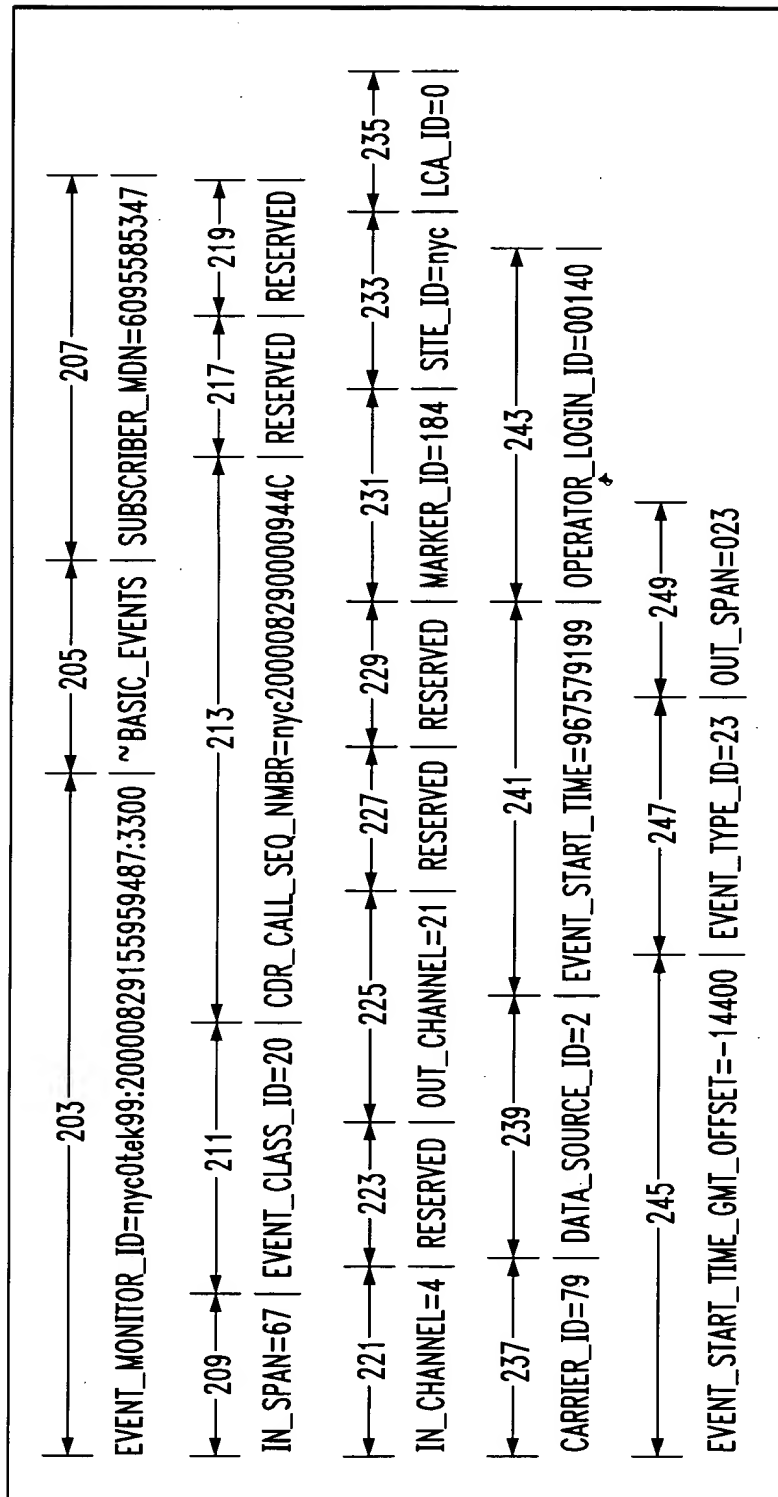 203 205 207
EVENT_MONITOR_ID=nyc0tek99:20000829155959487:3300 | ~BASIC_EVENTS | SUBSCRIBER_MDN=6095585347 |
209 211 213 217 219
IN_SPAN=67 | EVENT_CLASS_ID=20 | CDR_CALL_SEQ_NMBR=nyc200008290000944C | RESERVED | RESERVED |
221 223 225 227 229 231 233 235
IN_CHANNEL=4 | RESERVED | OUT_CHANNEL=21 | RESERVED | RESERVED | MARKER_ID=184 | SITE_ID=nyc | LCA_ID=0 |
237 239 241 243
CARRIER_ID=79 | DATA_SOURCE_ID=2 | EVENT_START_TIME=967579199 | OPERATOR_LOGIN_ID=00140 |
245 247 249
EVENT_START_TIME_GMT_OFFSET=-14400 | EVENT_TYPE_ID=23 | OUT_SPAN=023 |